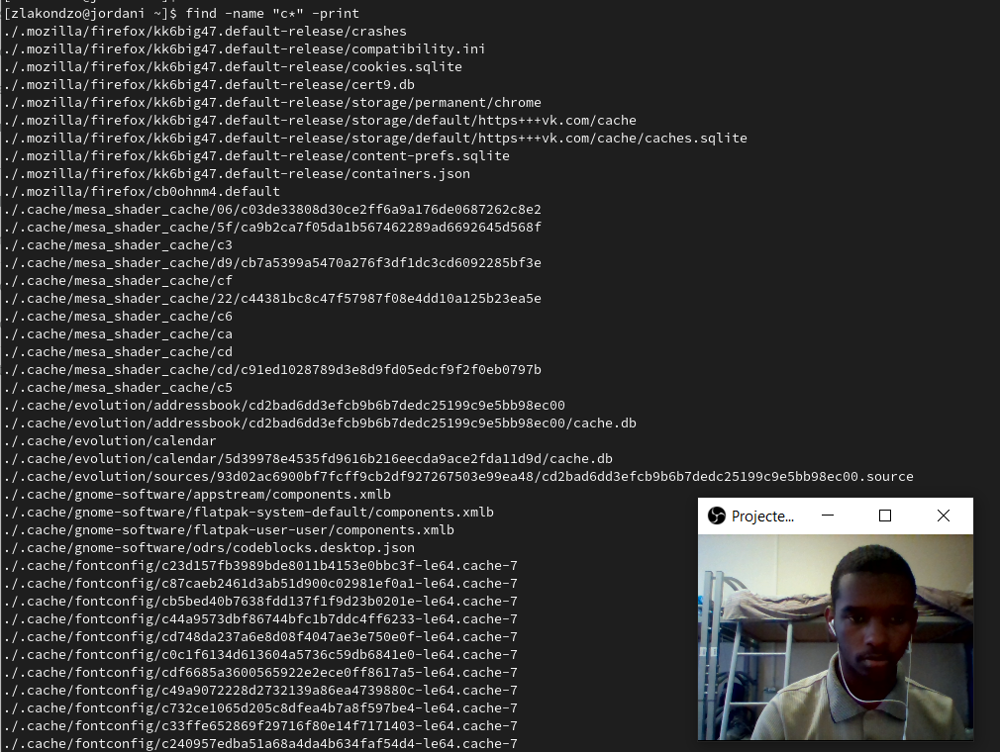 [zlakondzo@jordani ~]$ find -name "c*" -print
./.mozilla/firefox/kk6big47.default-release/crashes
./.mozilla/firefox/kk6big47.default-release/compatibility.ini
./.mozilla/firefox/kk6big47.default-release/cookies.sqlite
./.mozilla/firefox/kk6big47.default-release/cert9.db
./.mozilla/firefox/kk6big47.default-release/storage/permanent/chrome
./.mozilla/firefox/kk6big47.default-release/storage/default/https+++vk.com/cache
./.mozilla/firefox/kk6big47.default-release/storage/default/https+++vk.com/cache/caches.sqlite
./.mozilla/firefox/kk6big47.default-release/content-prefs.sqlite
./.mozilla/firefox/kk6big47.default-release/containers.json
./.mozilla/firefox/cb0ohnm4.default
./.cache/mesa_shader_cache/06/c03de33808d30ce2ff6a9a176de0687262c8e2
./.cache/mesa_shader_cache/5f/ca9b2ca7f05da1b567462289ad6692645d568f
./.cache/mesa_shader_cache/c3
./.cache/mesa_shader_cache/d9/cb7a5399a5470a276f3df1dc3cd6092285bf3e
./.cache/mesa_shader_cache/cf
./.cache/mesa_shader_cache/22/c44381bc8c47f57987f08e4dd10a125b23ea5e
./.cache/mesa_shader_cache/c6
./.cache/mesa_shader_cache/ca
./.cache/mesa_shader_cache/cd
./.cache/mesa_shader_cache/cd/c91ed1028789d3e8d9fd05edcf9f2f0eb0797b
./.cache/mesa_shader_cache/c5
./.cache/evolution/addressbook/cd2bad6dd3efcb9b6b7dedc25199c9e5bb98ec00
./.cache/evolution/addressbook/cd2bad6dd3efcb9b6b7dedc25199c9e5bb98ec00/cache.db
./.cache/evolution/calendar
./.cache/evolution/calendar/5d39978e4535fd9616b216eecda9ace2fda11d9d/cache.db
./.cache/evolution/sources/93d02ac6900bf7fcff9cb2df927267503e99ea48/cd2bad6dd3efcb9b6b7dedc25199c9e5bb98ec00.source
./.cache/gnome-software/appstream/components.xmlb
./.cache/gnome-software/flatpak-system-default/components.xmlb
./.cache/gnome-software/flatpak-user-user/components.xmlb
./.cache/gnome-software/odrs/codeblocks.desktop.json
./.cache/fontconfig/c23d157fb3989bde8011b4153e0bbc3f-le64.cache-7
./.cache/fontconfig/c87caeb2461d3ab51d900c02981ef0a1-le64.cache-7
./.cache/fontconfig/cb5bed40b7638fdd137f1f9d23b0201e-le64.cache-7
./.cache/fontconfig/c44a9573dbf86744bfc1b7ddc4ff6233-le64.cache-7
./.cache/fontconfig/cd748da237a6e8d08f4047ae3e750e0f-le64.cache-7
./.cache/fontconfig/c0c1f6134d613604a5736c59db6841e0-le64.cache-7
./.cache/fontconfig/cdf6685a3600565922e2ece0ff8617a5-le64.cache-7
./.cache/fontconfig/c49a9072228d2732139a86ea4739880c-le64.cache-7
./.cache/fontconfig/c732ce1065d205c8dfea4b7a8f597be4-le64.cache-7
./.cache/fontconfig/c33ffe652869f29716f80e14f7171403-le64.cache-7
./.cache/fontconfig/c240957edba51a68a4da4b634faf54d4-le64.cache-7
Projecte...